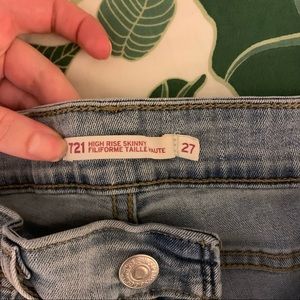 721 HIGH RISE SKINNY 27
FILIFORME TAILLE HAUTE